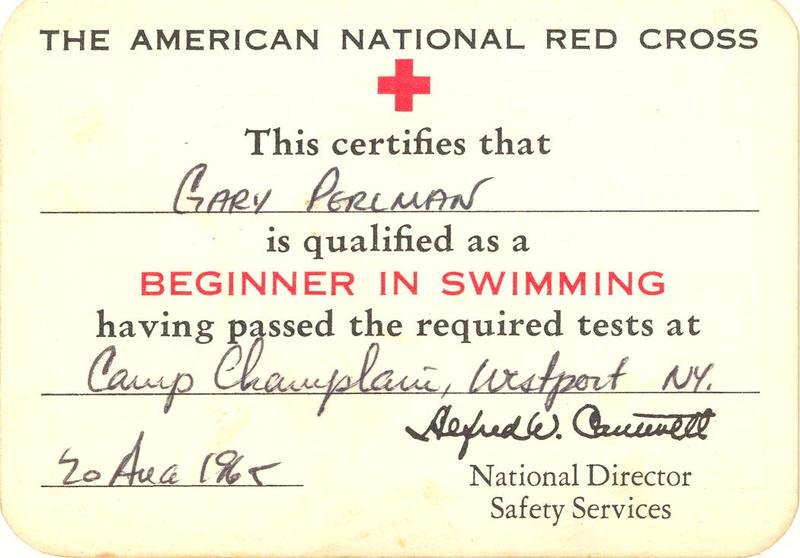 THE AMERICAN NATIONAL RED CROSS
This certifies that
GARY PERLMAN
is qualified as a
BEGINNER IN SWIMMING
having passed the required tests at
Camp Champlain, Westport NY.
Alfred W. Cantwell
20 Aug 1965
National Director
Safety Services